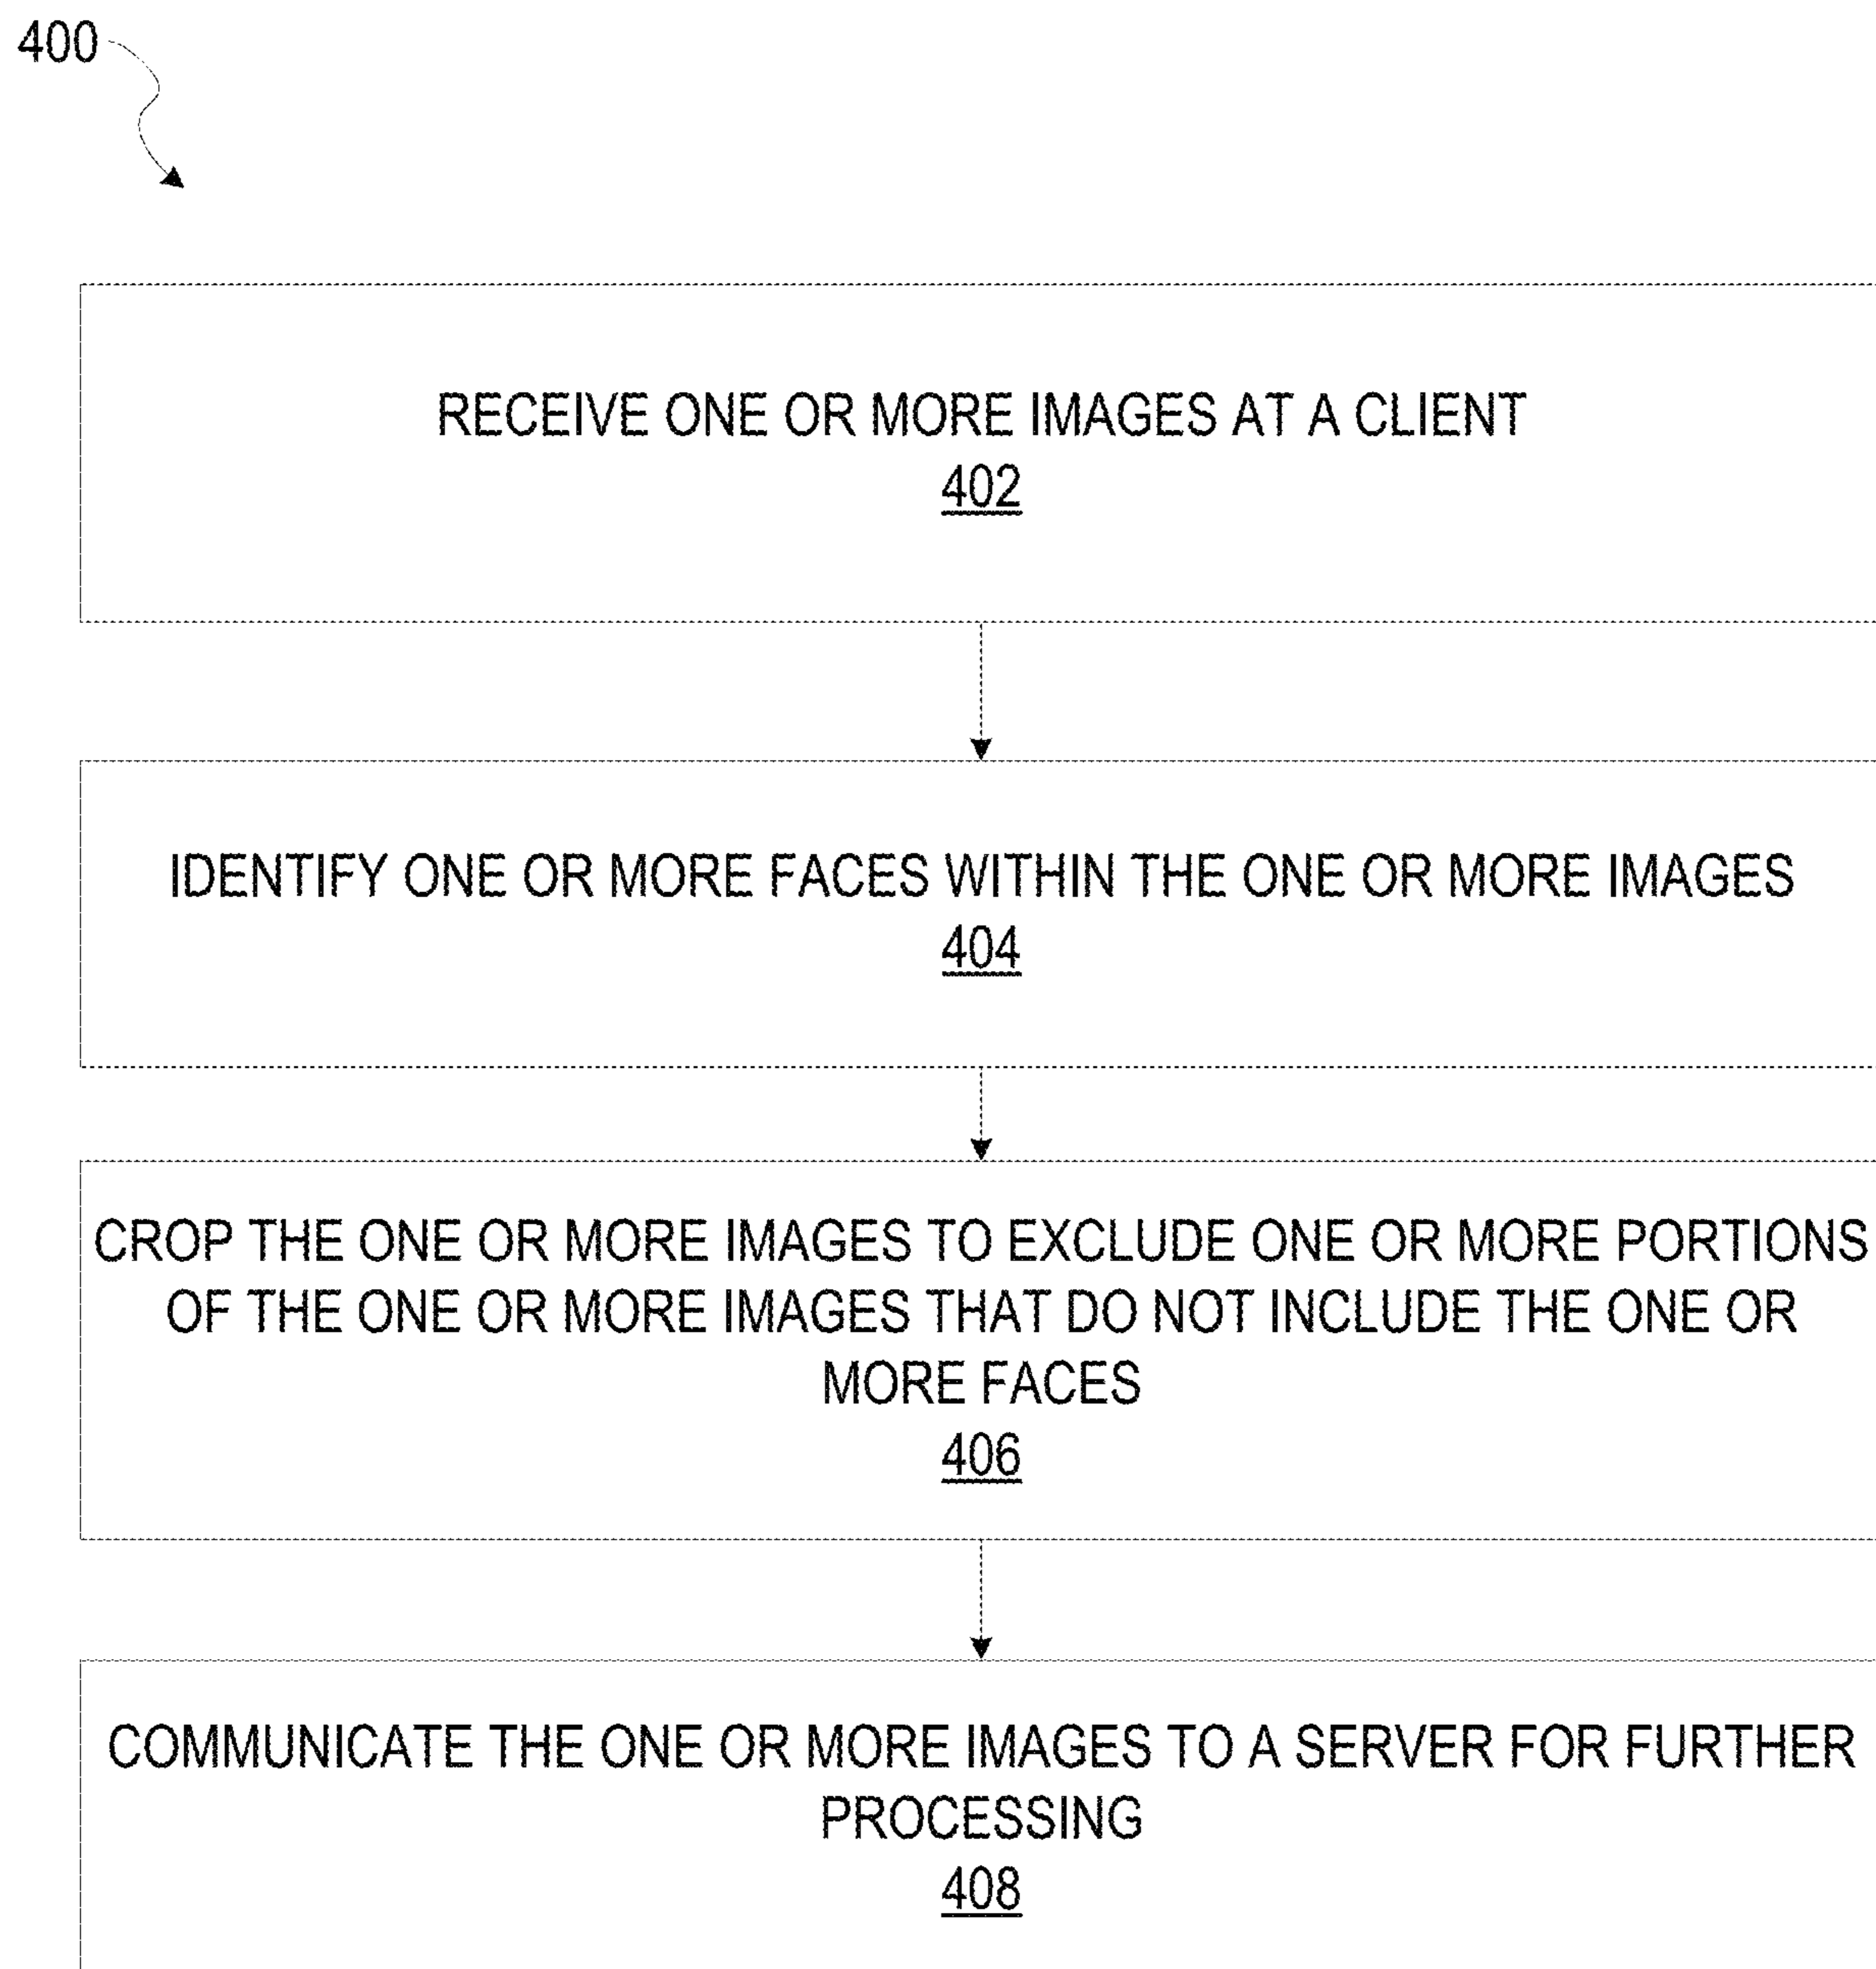 400
RECEIVE ONE OR MORE IMAGES AT A CLIENT
402
IDENTIFY ONE OR MORE FACES WITHIN THE ONE OR MORE IMAGES
404
CROP THE ONE OR MORE IMAGES TO EXCLUDE ONE OR MORE PORTIONS
OF THE ONE OR MORE IMAGES THAT DO NOT INCLUDE THE ONE OR
MORE FACES
406
COMMUNICATE THE ONE OR MORE IMAGES TO A SERVER FOR FURTHER
PROCESSING
408